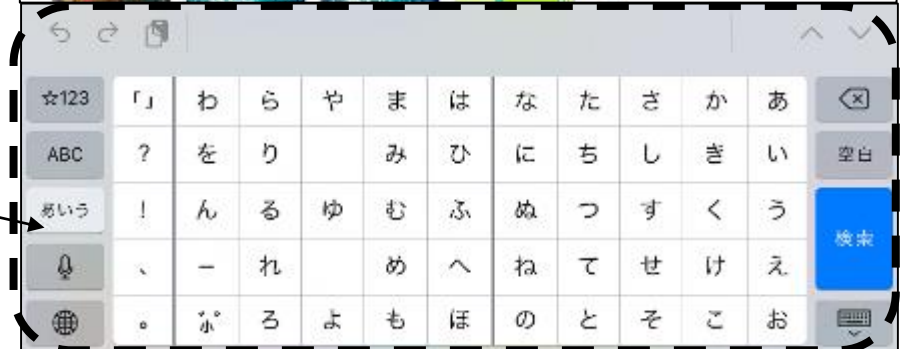 ☆123 「」 わ ら や ま は な た さ か あ
ABC ? を り み ひ に ち し き い 空白
あいう ! ん る ゆ む ふ ぬ つ す く う 検索
、 ー れ め へ ね て せ け え
。 ゛゜小 ろ よ も ほ の と そ こ お